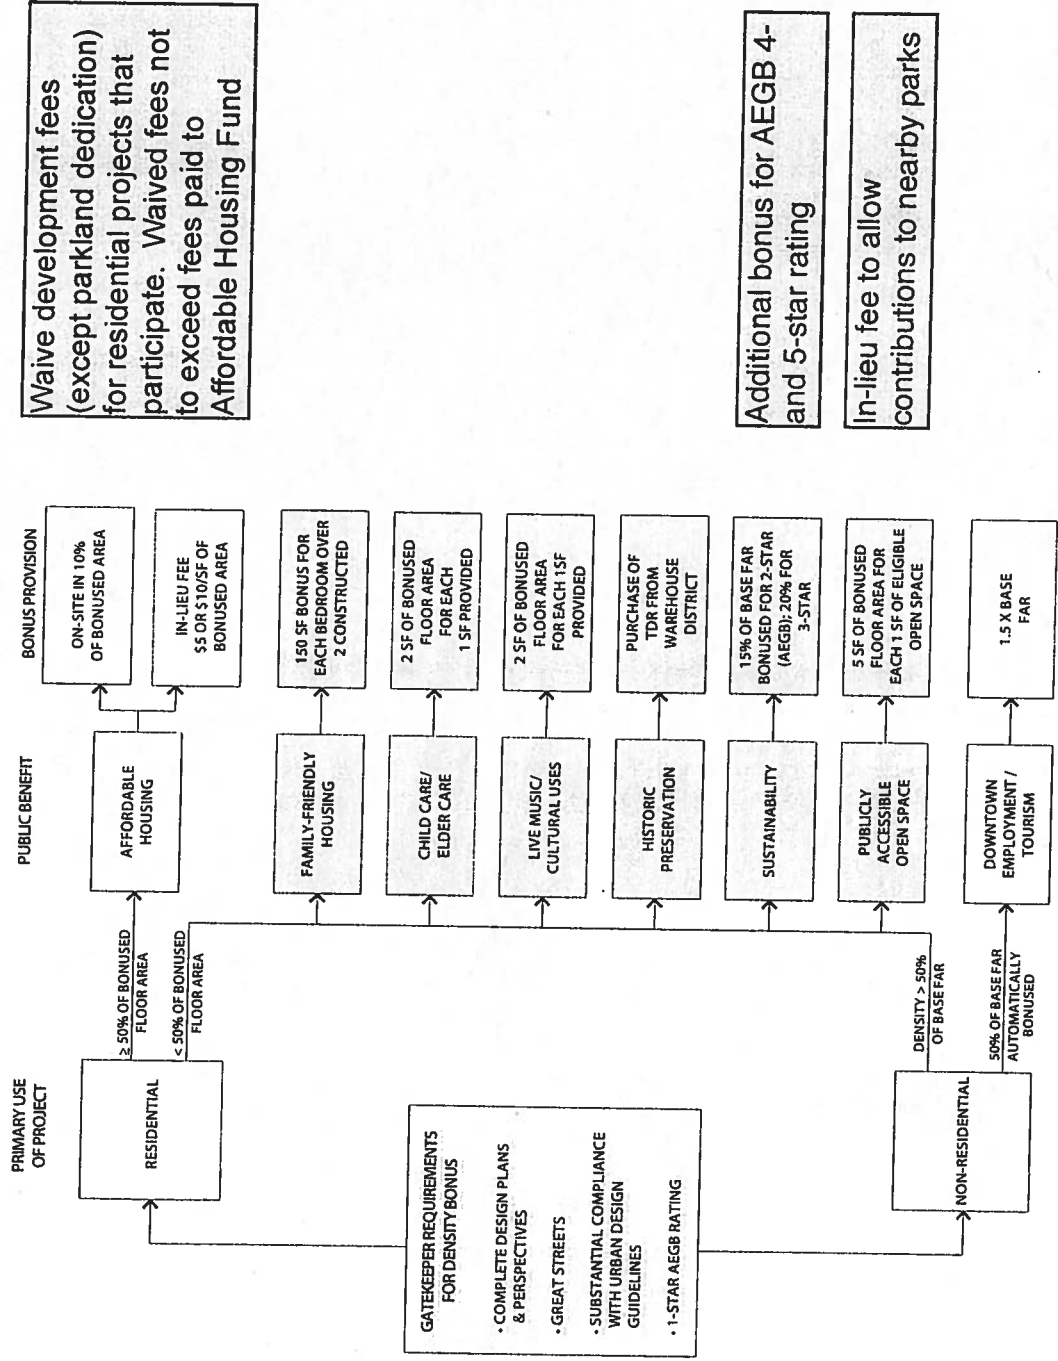 PRIMARY USE
OF PROJECT
PUBLIC BENEFIT
BONUS PROVISION
GATEKEEPER REQUIREMENTS
FOR DENSITY BONUS
• COMPLETE DESIGN PLANS
& PERSPECTIVES
• GREAT STREETS
• SUBSTANTIAL COMPLIANCE
WITH URBAN DESIGN
GUIDELINES
• 1-STAR AEGB RATING
RESIDENTIAL
≥ 50% OF BONUSED
FLOOR AREA
< 50% OF BONUSED
FLOOR AREA
NON-RESIDENTIAL
DENSITY > 50%
OF BASE FAR
50% OF BASE FAR
AUTOMATICALLY
BONUSED
AFFORDABLE
HOUSING
ON-SITE IN 10%
OF BONUSED AREA
IN-LIEU FEE
$5 OR $10/SF OF
BONUSED AREA
FAMILY-FRIENDLY
HOUSING
150 SF BONUS FOR
EACH BEDROOM OVER
2 CONSTRUCTED
CHILD CARE/
ELDER CARE
2 SF OF BONUSED
FLOOR AREA
FOR EACH
1 SF PROVIDED
LIVE MUSIC/
CULTURAL USES
2 SF OF BONUSED
FLOOR AREA
FOR EACH 1SF
PROVIDED
HISTORIC
PRESERVATION
PURCHASE OF
TDR FROM
WAREHOUSE
DISTRICT
SUSTAINABILITY
15% OF BASE FAR
BONUSED FOR 2-STAR
(AEGB); 20% FOR
3-STAR
PUBLICLY
ACCESSIBLE
OPEN SPACE
5 SF OF BONUSED
FLOOR AREA FOR
EACH 1 SF OF ELIGIBLE
OPEN SPACE
DOWNTOWN
EMPLOYMENT /
TOURISM
1.5 X BASE
FAR
Waive development fees
(except parkland dedication)
for residential projects that
participate. Waived fees not
to exceed fees paid to
Affordable Housing Fund
Additional bonus for AEGB 4-
and 5-star rating
In-lieu fee to allow
contributions to nearby parks